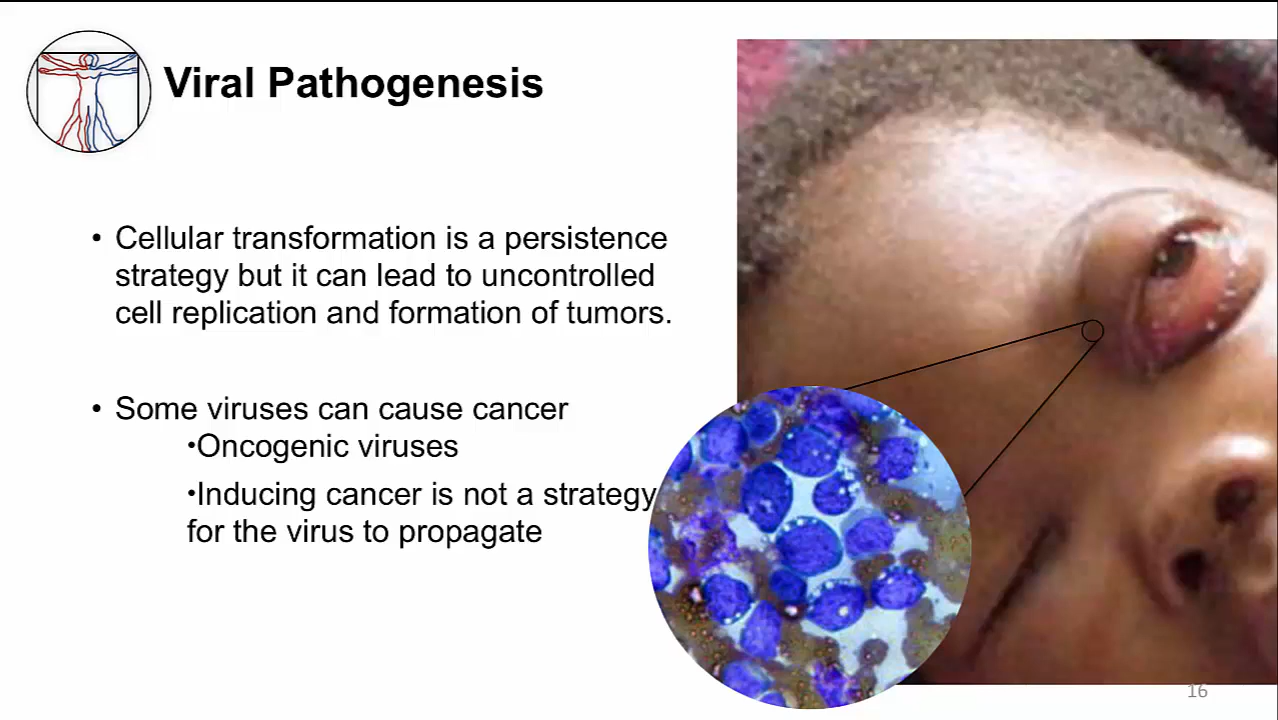 Viral Pathogenesis
• Cellular transformation is a persistence
strategy but it can lead to uncontrolled
cell replication and formation of tumors.
• Some viruses can cause cancer
•Oncogenic viruses
•Inducing cancer is not a strategy
for the virus to propagate
16